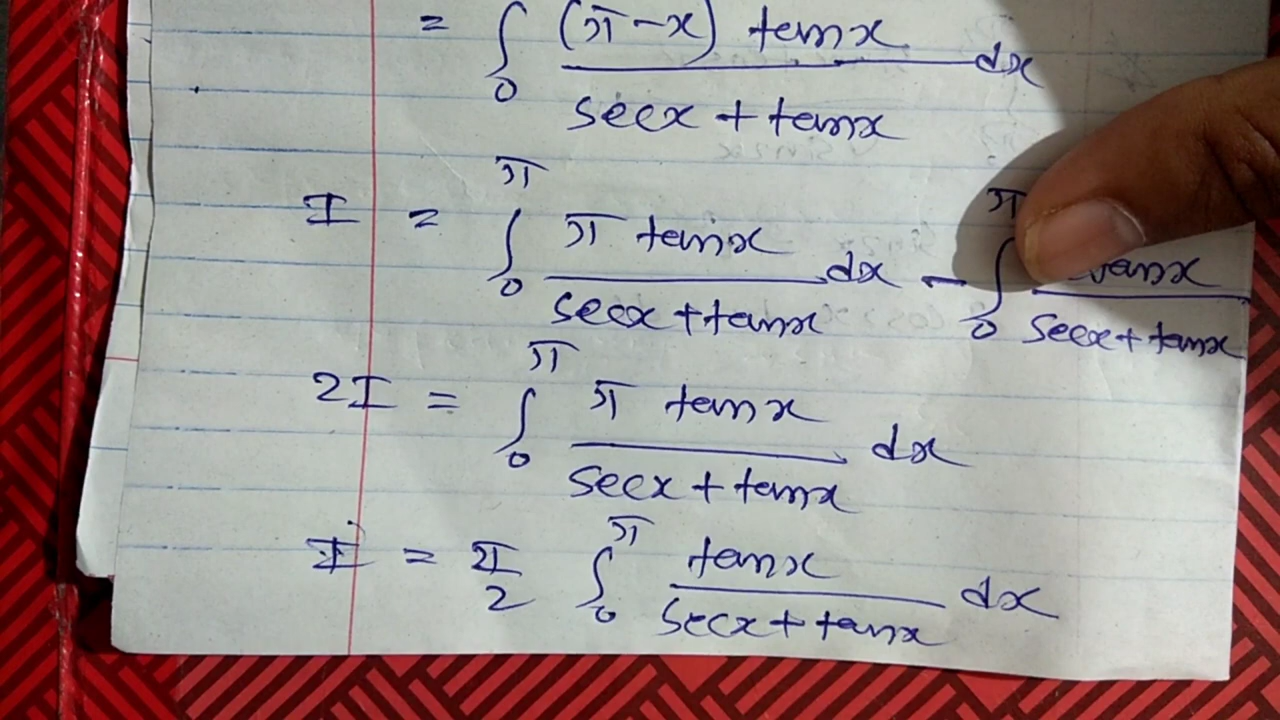 = ∫₀ (π-x) tanx / secx + tanx dx
I = ∫₀^π π tanx / secx + tanx dx - ∫₀^π tanx / secx + tanx
2I = ∫₀^π π tanx / secx + tanx dx
I = π/2 ∫₀^π tanx / secx + tanx dx